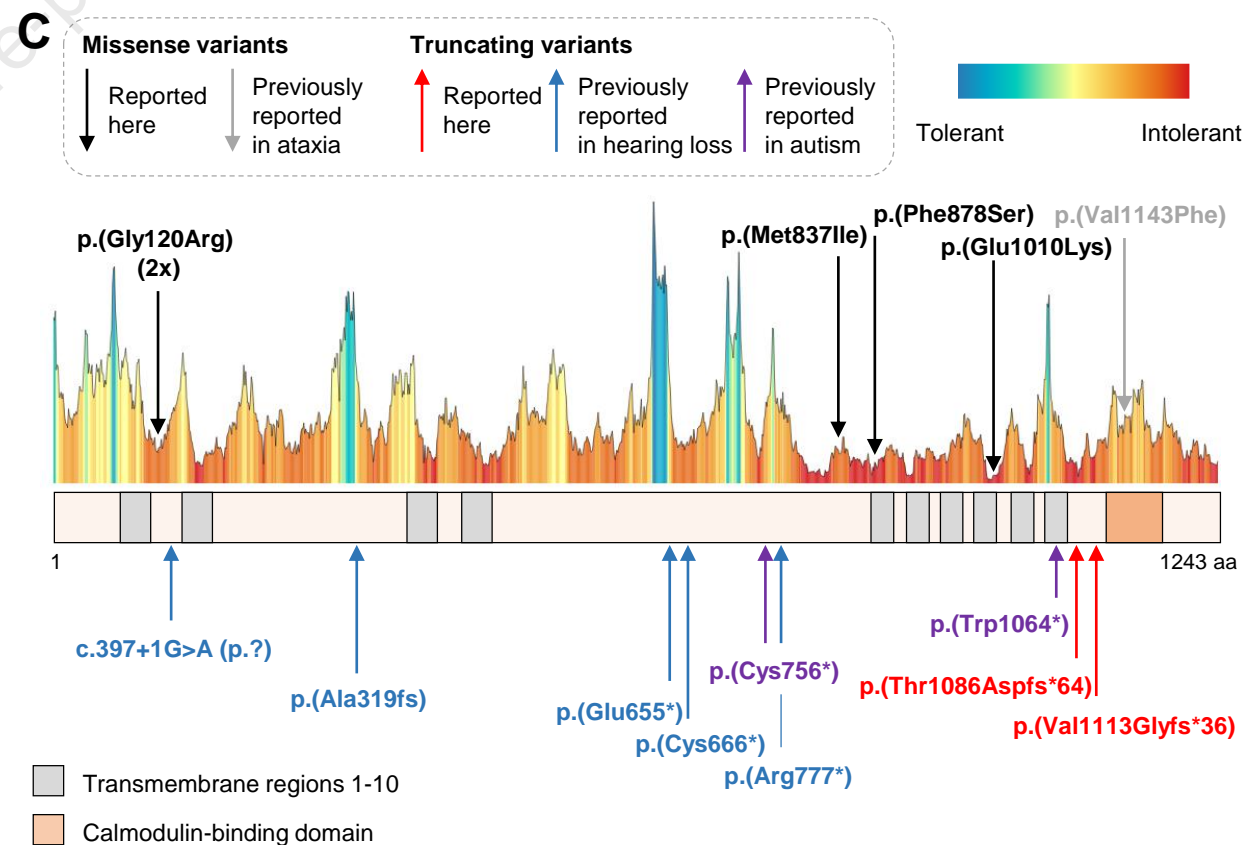 C
Missense variants
Truncating variants
Reported
here
Previously
reported
in ataxia
Reported
here
Previously
reported
in hearing loss
Previously
reported
in autism
Tolerant
Intolerant
p.(Gly120Arg)
(2x)
p.(Met837Ile)
p.(Phe878Ser)
p.(Val1143Phe)
p.(Glu1010Lys)
1
1243 aa
c.397+1G>A (p.?)
p.(Ala319fs)
p.(Glu655*)
p.(Cys666*)
p.(Cys756*)
p.(Arg777*)
p.(Trp1064*)
p.(Thr1086Aspfs*64)
p.(Val1113Glyfs*36)
Transmembrane regions 1-10
Calmodulin-binding domain